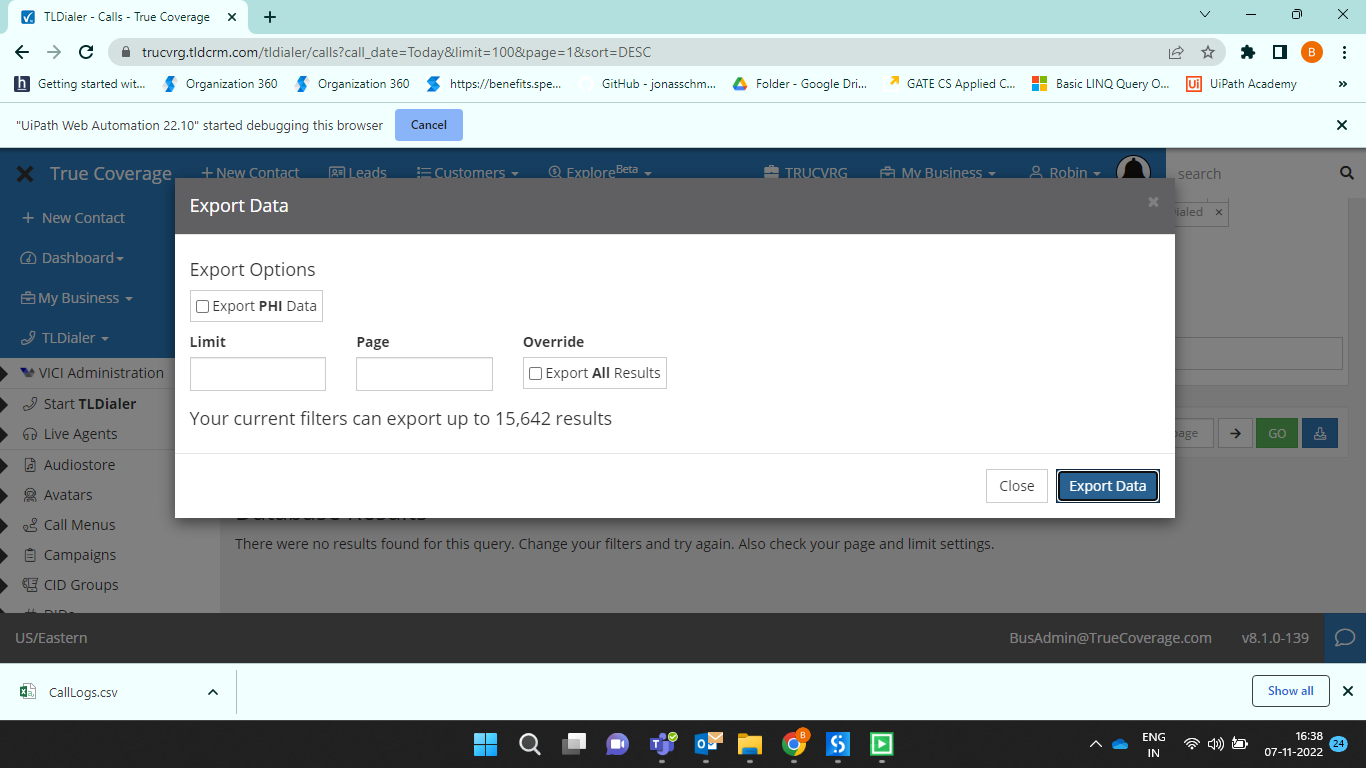 TLDialer - Calls - True Coverage
trucvrg.tldcrm.com/tldialer/calls?call_date=Today&limit=100&page=1&sort=DESC
B
Getting started wit... Organization 360 Organization 360 https://benefits.spe... GitHub - jonasschm... Folder - Google Dri... GATE CS Applied C... Basic LINQ Query O... Ui UiPath Academy »
"UiPath Web Automation 22.10" started debugging this browser Cancel
True Coverage + New Contact Leads Customers Explore Beta TRUCVRG My Business Robin search
Export Data
ialed ×
+ New Contact
Dashboard
My Business
TLDialer
VICI Administration
Start TLDialer
Live Agents
Audiostore
Avatars
Call Menus
Campaigns
CID Groups
Export Options
Export PHI Data
Limit Page Override
Export All Results
Your current filters can export up to 15,642 results
page GO
Close Export Data
Database Results
There were no results found for this query. Change your filters and try again. Also check your page and limit settings.
US/Eastern BusAdmin@TrueCoverage.com v8.1.0-139
CallLogs.csv Show all
B
ENG
IN
16:38
07-11-2022
24